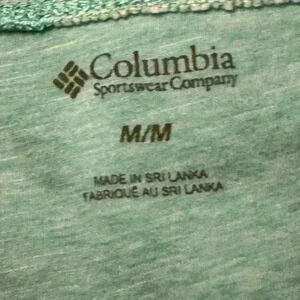 Columbia
Sportswear Company
M/M
MADE IN SRI LANKA
FABRIQUÉ AU SRI LANKA